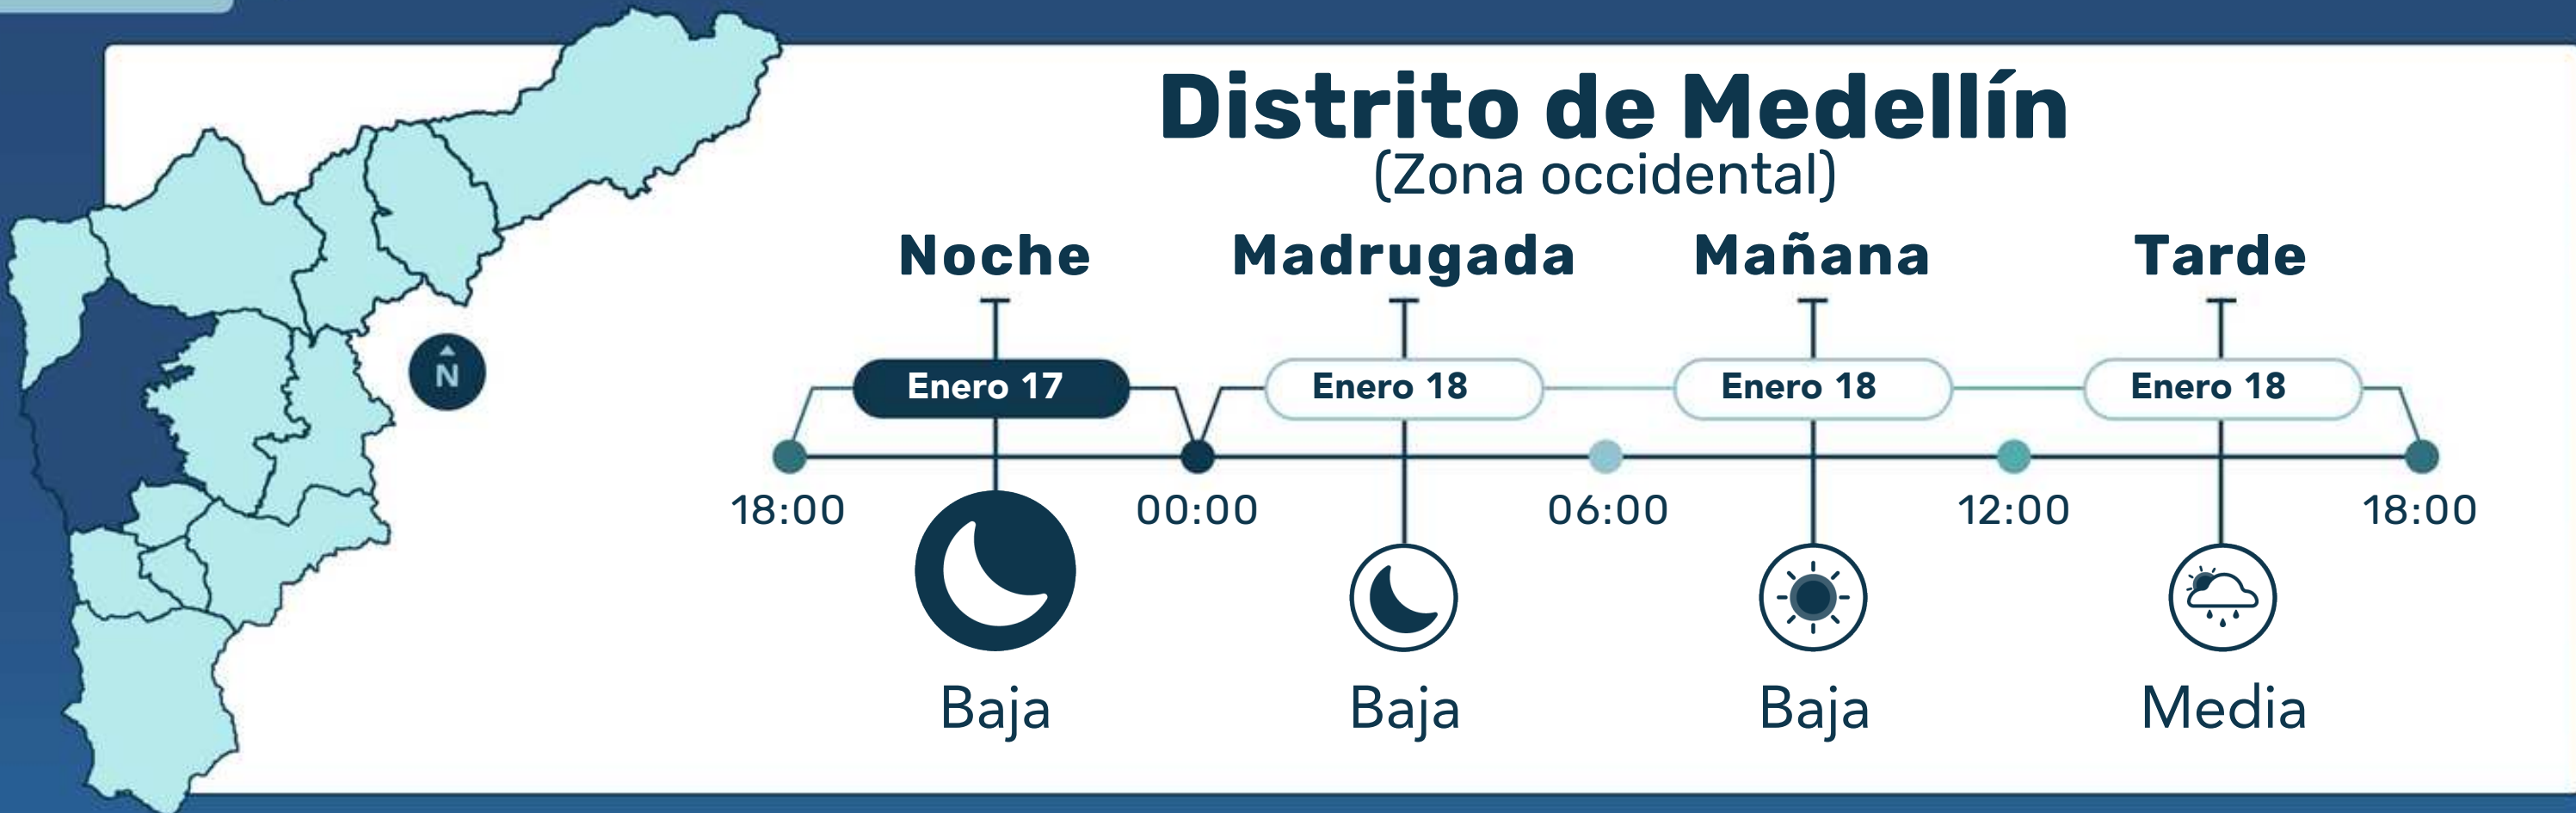 Distrito de Medellín
(Zona occidental)
Noche Madrugada Mañana Tarde
Enero 17 Enero 18 Enero 18 Enero 18
N
18:00 00:00 06:00 12:00 18:00
Baja Baja Baja Media